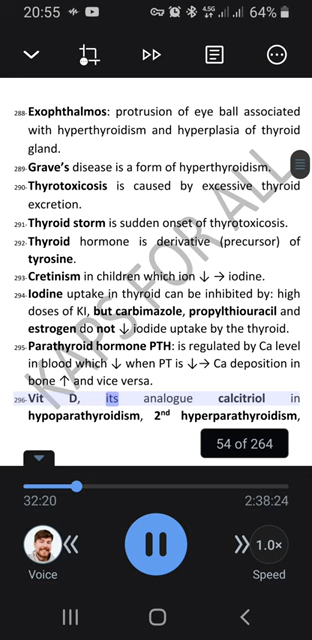 20:55 4.5G 64%
288- Exophthalmos: protrusion of eye ball associated
with hyperthyroidism and hyperplasia of thyroid
gland.
289- Grave's disease is a form of hyperthyroidism.
290- Thyrotoxicosis is caused by excessive thyroid
excretion.
291- Thyroid storm is sudden onset of thyrotoxicosis.
292- Thyroid hormone is derivative (precursor) of
tyrosine.
293- Cretinism in children which ion ↓ → iodine.
294- Iodine uptake in thyroid can be inhibited by: high
doses of KI, but carbimazole, propylthiouracil and
estrogen do not ↓ iodide uptake by the thyroid.
295- Parathyroid hormone PTH: is regulated by Ca level
in blood which ↓ when PT is ↓→ Ca deposition in
bone ↑ and vice versa.
296- Vit D, its analogue calcitriol in
hypoparathyroidism, 2nd hyperparathyroidism,
KAPS FOR ALL
54 of 264
32:20 2:38:24
1.0×
Voice Speed